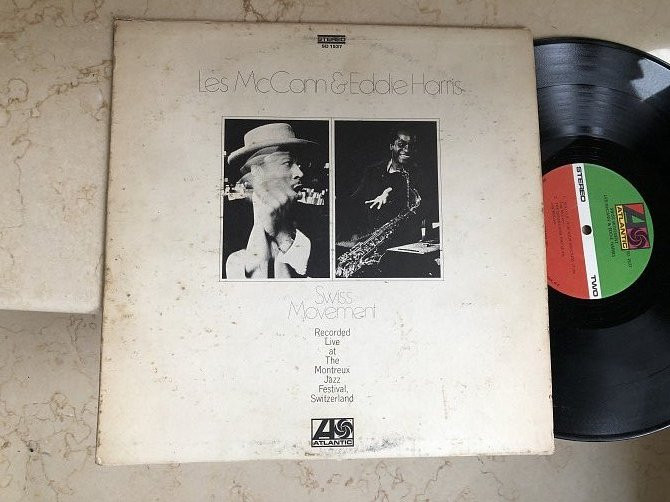 STEREO
SD 1537
Les McCann & Eddie Harris
Swiss
Movement
Recorded
Live
at
The
Montreux
Jazz
Festival,
Switzerland
ATLANTIC
STEREO
TWO
ATLANTIC